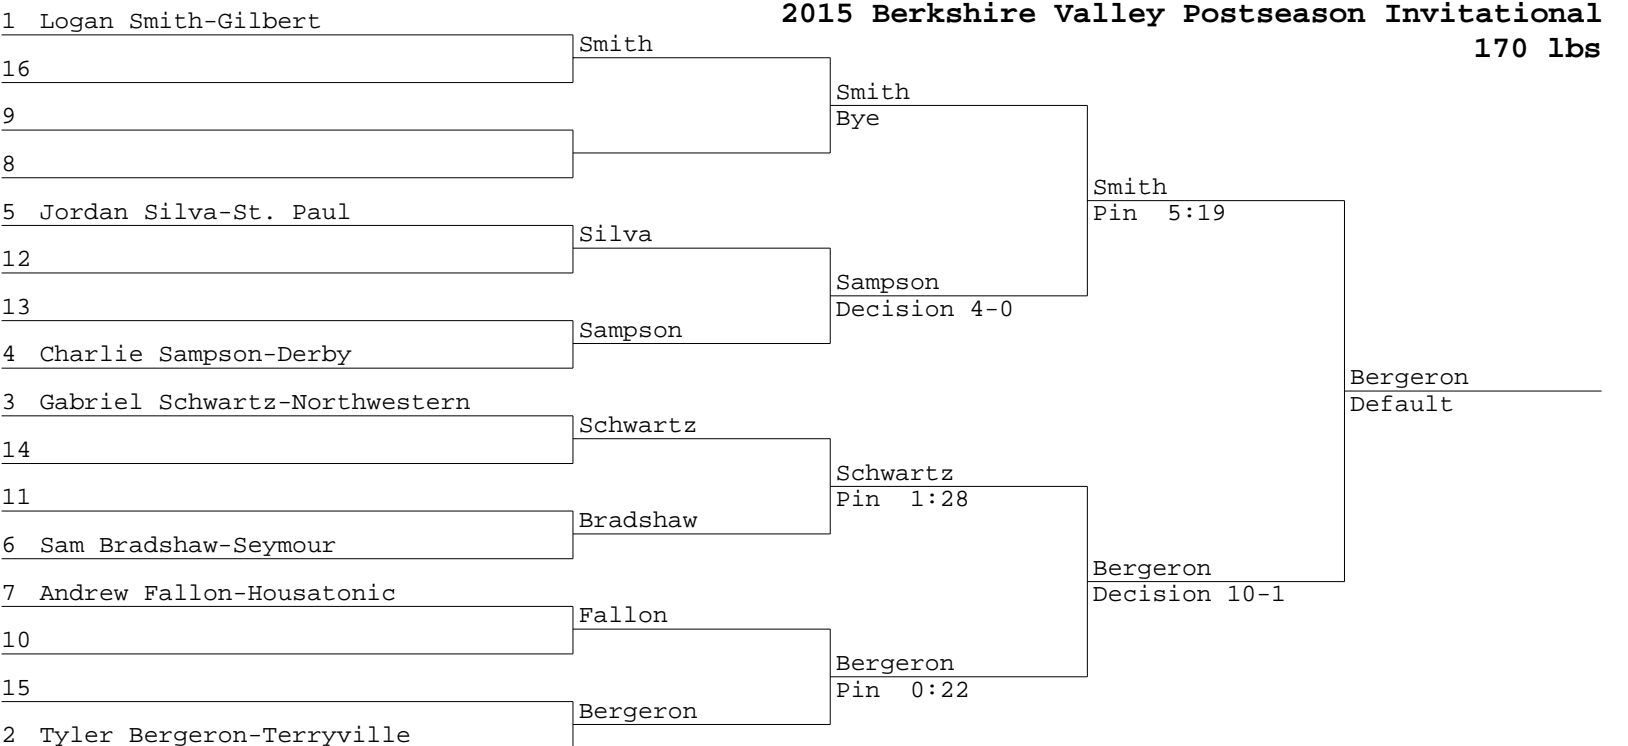 2015 Berkshire Valley Postseason Invitational
170 lbs
1 Logan Smith-Gilbert
Smith
16
Smith
9
Bye
8
Smith
5 Jordan Silva-St. Paul
Pin 5:19
Silva
12
Sampson
13
Decision 4-0
Sampson
4 Charlie Sampson-Derby
Bergeron
3 Gabriel Schwartz-Northwestern
Default
Schwartz
14
Schwartz
11
Pin 1:28
Bradshaw
6 Sam Bradshaw-Seymour
Bergeron
7 Andrew Fallon-Housatonic
Decision 10-1
Fallon
10
Bergeron
15
Pin 0:22
Bergeron
2 Tyler Bergeron-Terryville